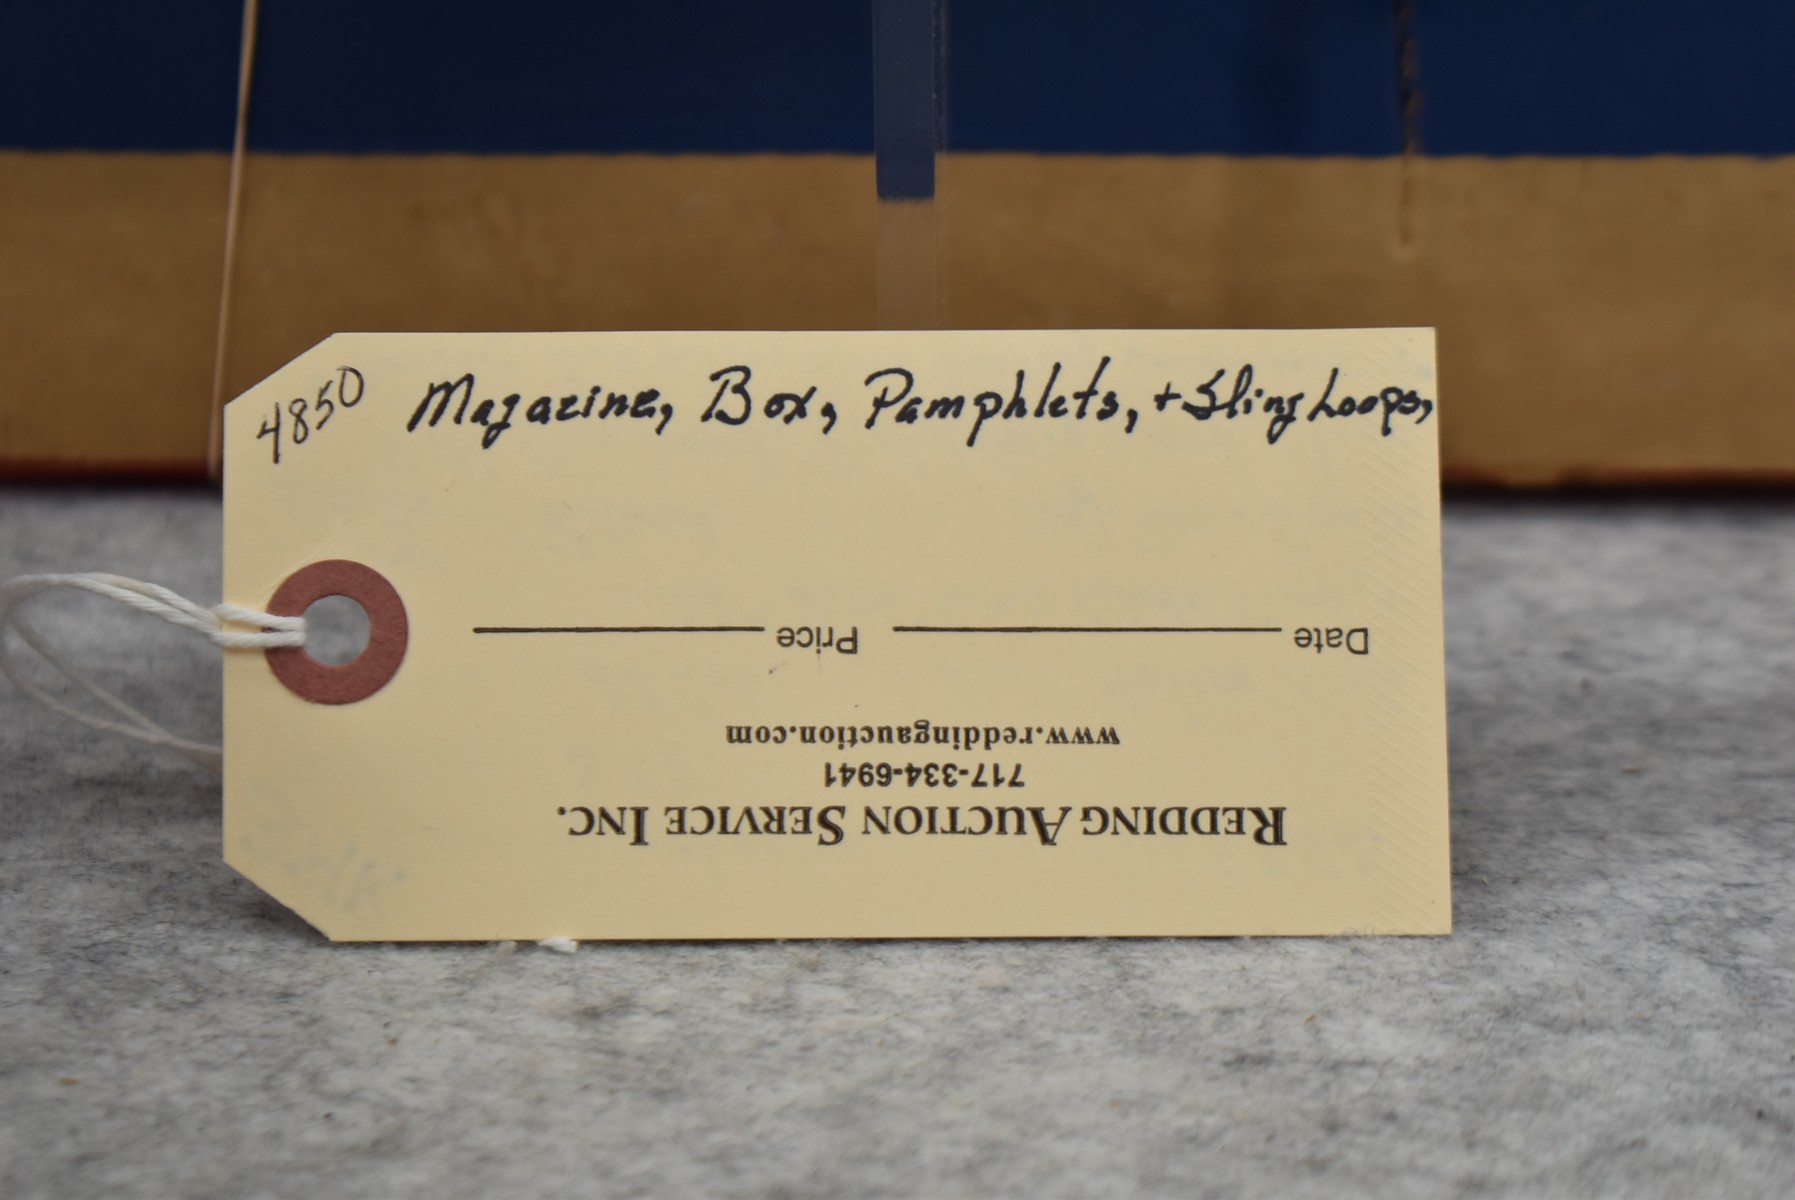 4850 Magazine, Box, Pamphlets, + Sling Loops,
REDDING AUCTION SERVICE INC.
717-334-6941
www.reddingauction.com
Date Price